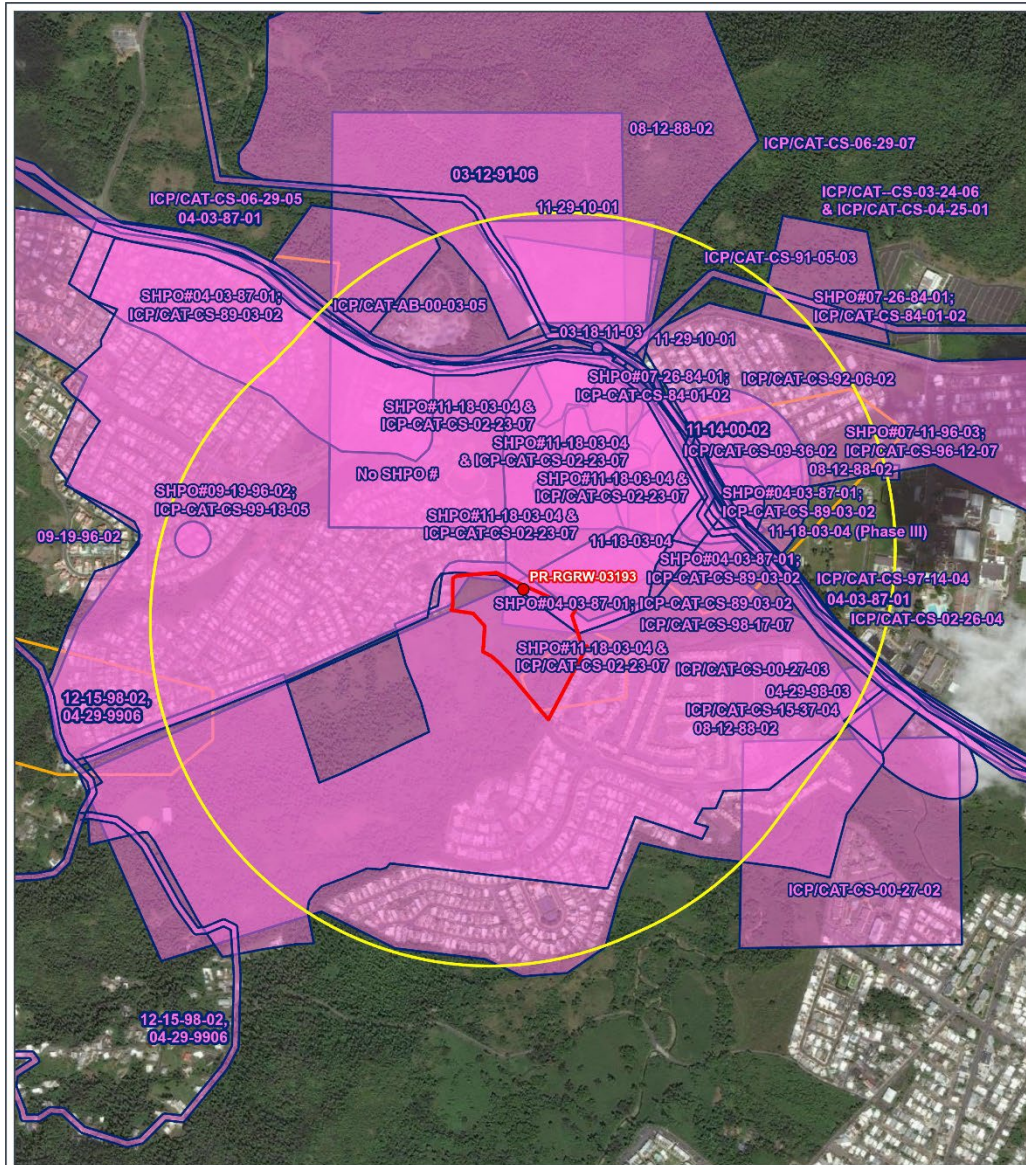 08-12-88-02
ICP/CAT-CS-06-29-07
03-12-91-06
ICP/CAT-CS-06-29-05
04-03-87-01
ICP/CAT--CS-03-24-06
& ICP/CAT-CS-04-25-01
11-29-10-01
ICP/CAT-CS-91-05-03
SHPO#04-03-87-01;
ICP/CAT-CS-89-03-02
ICP/CAT-AB-00-03-05
SHPO#07-26-84-01;
ICP/CAT-CS-84-01-02
03-18-11-03
11-29-10-01
SHPO#07-26-84-01;
ICP-CAT-CS-84-01-02
ICP/CAT-CS-92-06-02
SHPO#11-18-03-04 &
ICP-CAT-CS-02-23-07
11-14-00-02
SHPO#07-11-96-03;
ICP/CAT-CS-96-12-07
SHPO#11-18-03-04
& ICP-CAT-CS-02-23-07
ICP/CAT-CS-09-36-02
No SHPO #
08-12-88-02
SHPO#11-18-03-04 &
ICP/CAT-CS-02-23-07
SHPO#09-19-96-02;
ICP-CAT-CS-99-18-05
SHPO#04-03-87-01;
ICP-CAT-CS-89-03-02
SHPO#11-18-03-04 &
ICP-CAT-CS-02-23-07
11-18-03-04 (Phase III)
09-19-96-02
11-18-03-04
SHPO#04-03-87-01;
ICP-CAT-CS-89-03-02
PR-RGRW-03193
ICP/CAT-CS-97-14-04
04-03-87-01
SHPO#04-03-87-01; ICP-CAT-CS-89-03-02
ICP/CAT-CS-02-26-04
ICP/CAT-CS-98-17-07
SHPO#11-18-03-04 &
ICP/CAT-CS-02-23-07
ICP/CAT-CS-00-27-03
04-29-98-03
12-15-98-02,
04-29-9906
ICP/CAT-CS-15-37-04
08-12-88-02
ICP/CAT-CS-00-27-02
12-15-98-02,
04-29-9906